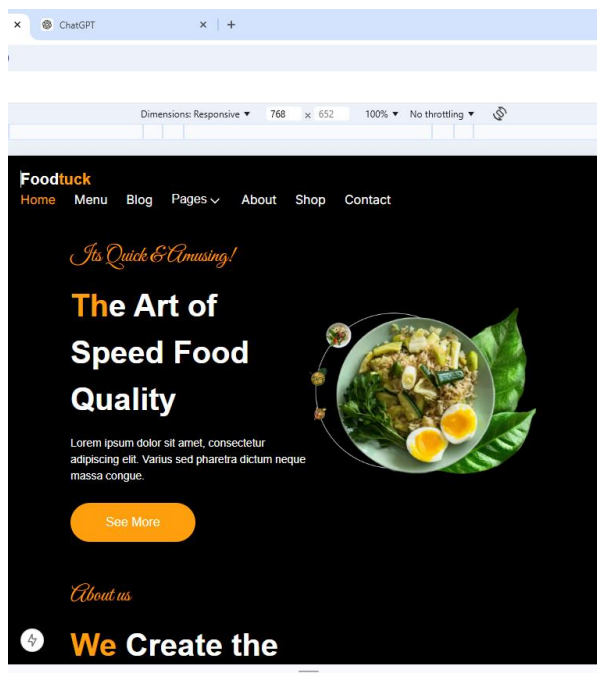 ChatGPT
Dimensions: Responsive 768 x 652 100% No throttling
Foodtuck
Home Menu Blog Pages About Shop Contact
Its Quick & Amusing!
The Art of
Speed Food
Quality
Lorem ipsum dolor sit amet, consectetur
adipiscing elit. Varius sed pharetra dictum neque
massa congue.
See More
About us
We Create the